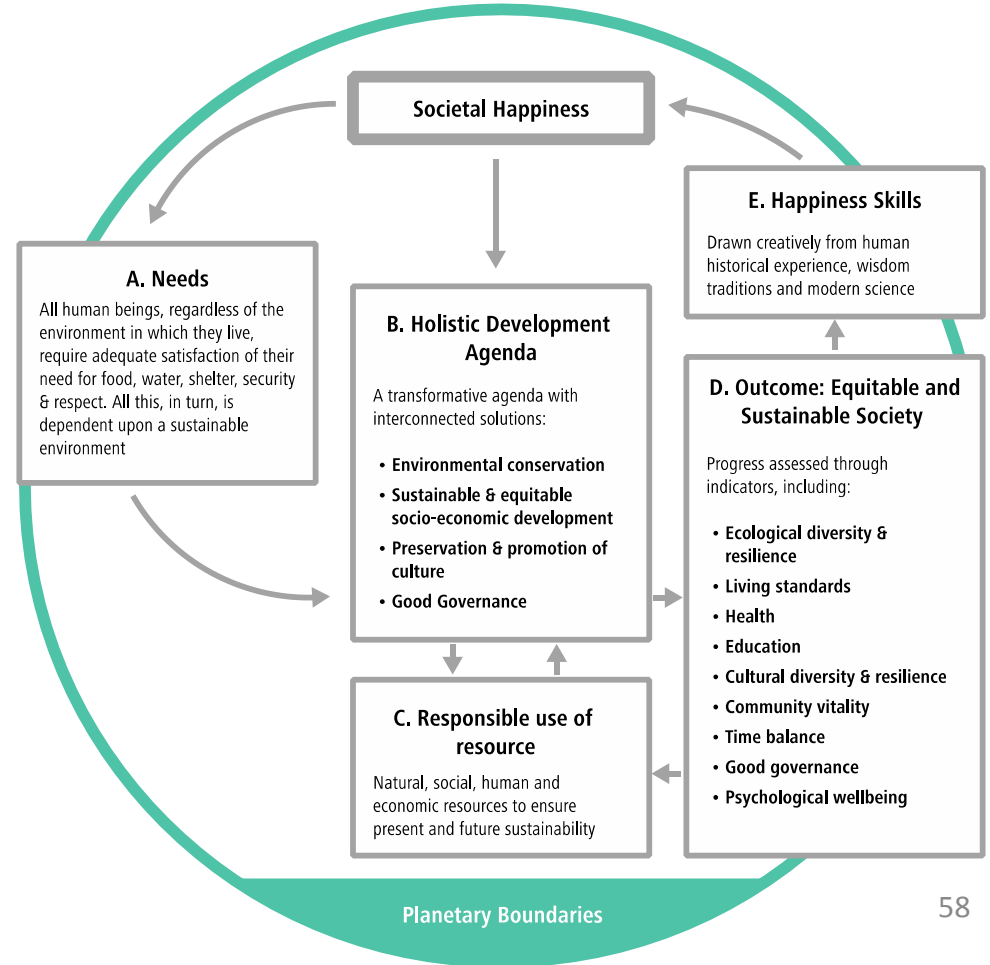 Societal Happiness
A. Needs
All human beings, regardless of the
environment in which they live,
require adequate satisfaction of their
need for food, water, shelter, security
& respect. All this, in turn, is
dependent upon a sustainable
environment
B. Holistic Development
Agenda
A transformative agenda with
interconnected solutions:
• Environmental conservation
• Sustainable & equitable
socio-economic development
• Preservation & promotion of
culture
• Good Governance
C. Responsible use of
resource
Natural, social, human and
economic resources to ensure
present and future sustainability
E. Happiness Skills
Drawn creatively from human
historical experience, wisdom
traditions and modern science
D. Outcome: Equitable and
Sustainable Society
Progress assessed through
indicators, including:
• Ecological diversity &
resilience
• Living standards
• Health
• Education
• Cultural diversity & resilience
• Community vitality
• Time balance
• Good governance
• Psychological wellbeing
Planetary Boundaries
58